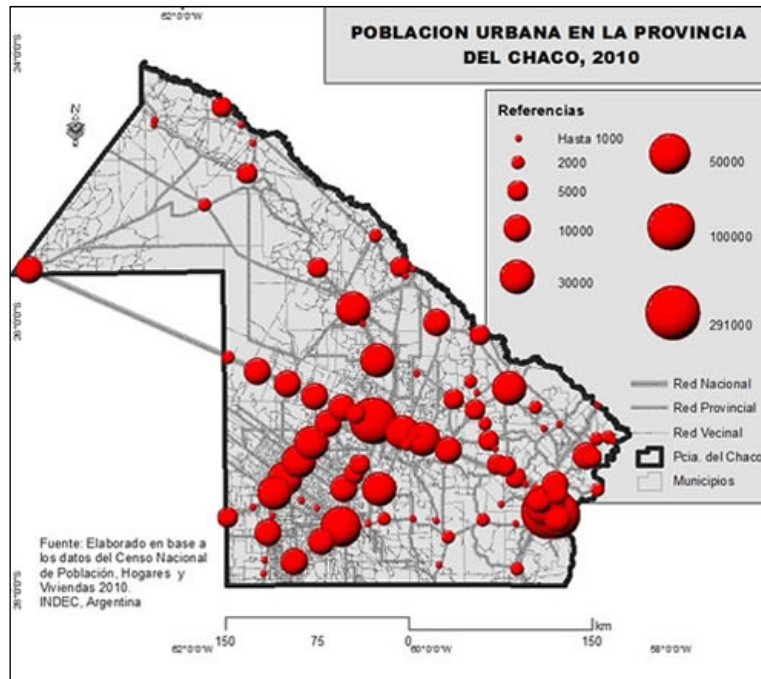 62°0'0"W
POBLACION URBANA EN LA PROVINCIA
DEL CHACO, 2010
24°0'0"S
Referencias
Hasta 1000
2000
5000
10000
30000
50000
100000
291000
26°0'0"S
Red Nacional
Red Provincial
Red Vecinal
Pcia. del Chaco
Municipios
Fuente: Elaborado en base a
los datos del Censo Nacional
de Población, Hogares y
Viviendas 2010.
INDEC, Argentina
28°0'0"S
km
150 75 0 150
62°0'0"W 60°0'0"W 58°0'0"W